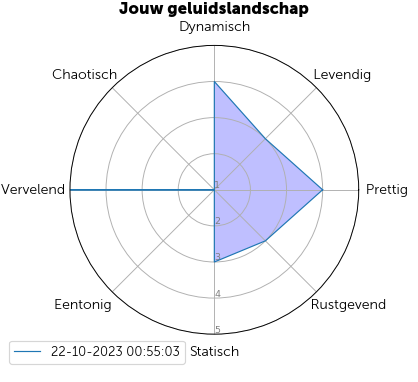 Jouw geluidslandschap
Dynamisch
Chaotisch
Levendig
Vervelend
1
Prettig
2
3
4
Eentonig
Rustgevend
5
22-10-2023 00:55:03
Statisch